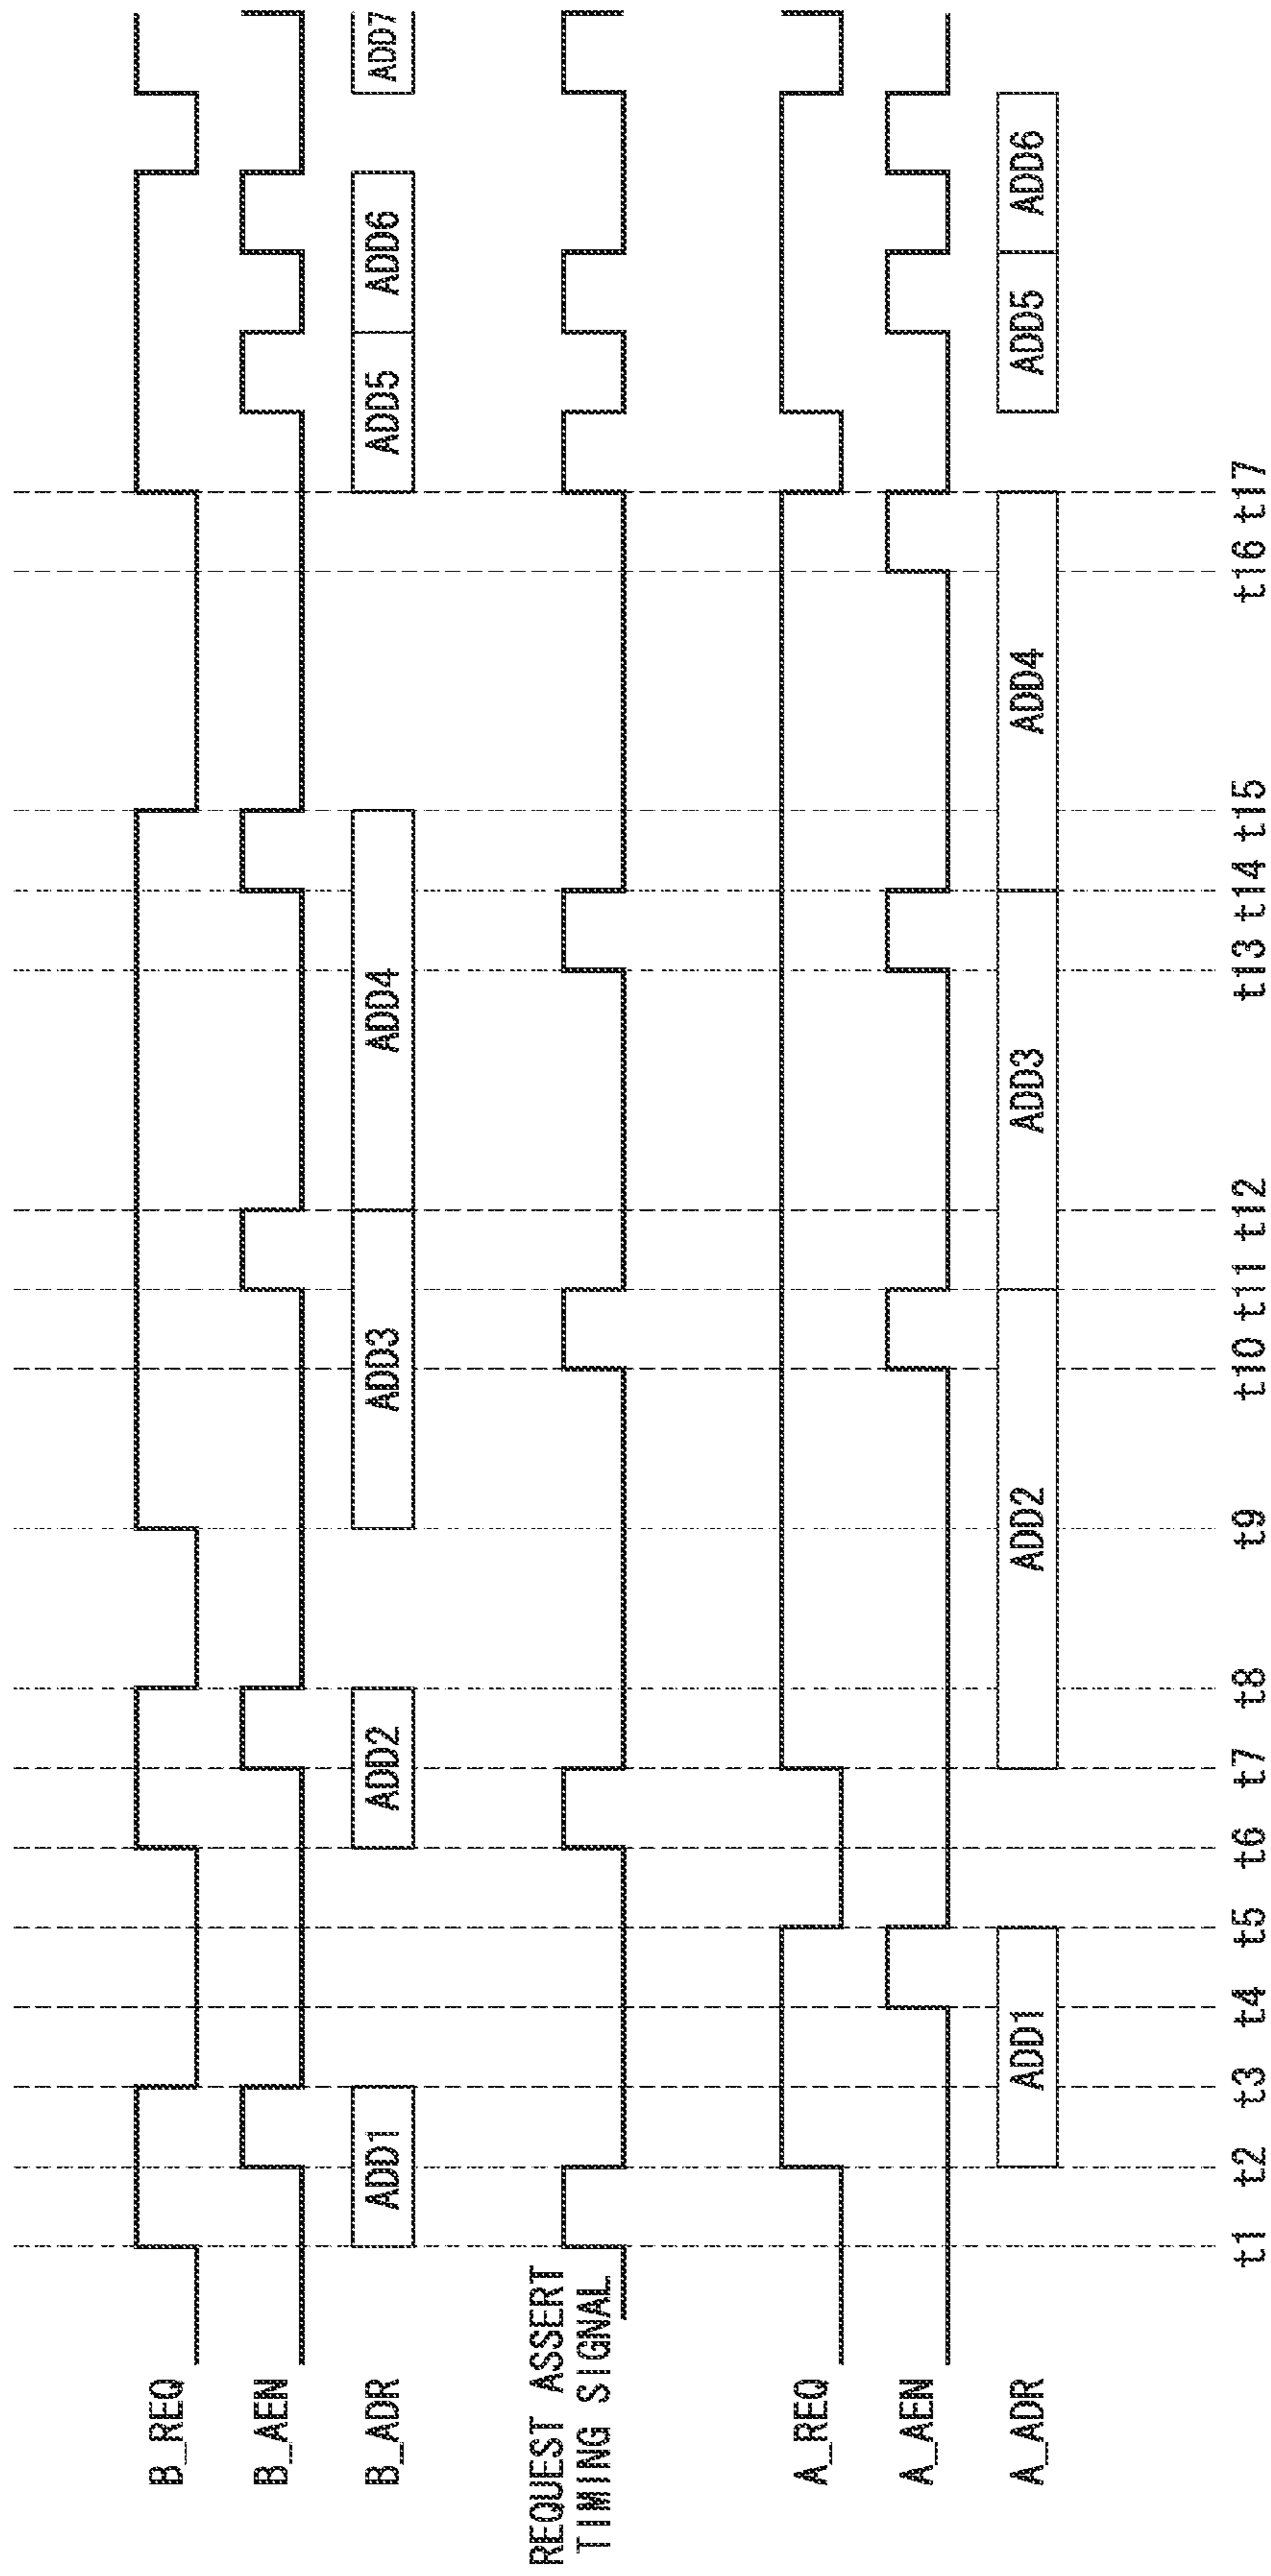 B_REQ
B_AEN
B_ADR
ADD1
ADD2
ADD3
ADD4
ADD5
ADD6
ADD7
REQUEST ASSERT
TIMING SIGNAL
A_REQ
A_AEN
A_ADR
ADD1
ADD2
ADD3
ADD4
ADD5
ADD6
t1 t2 t3 t4 t5 t6 t7 t8 t9 t10 t11 t12 t13 t14 t15 t16 t17